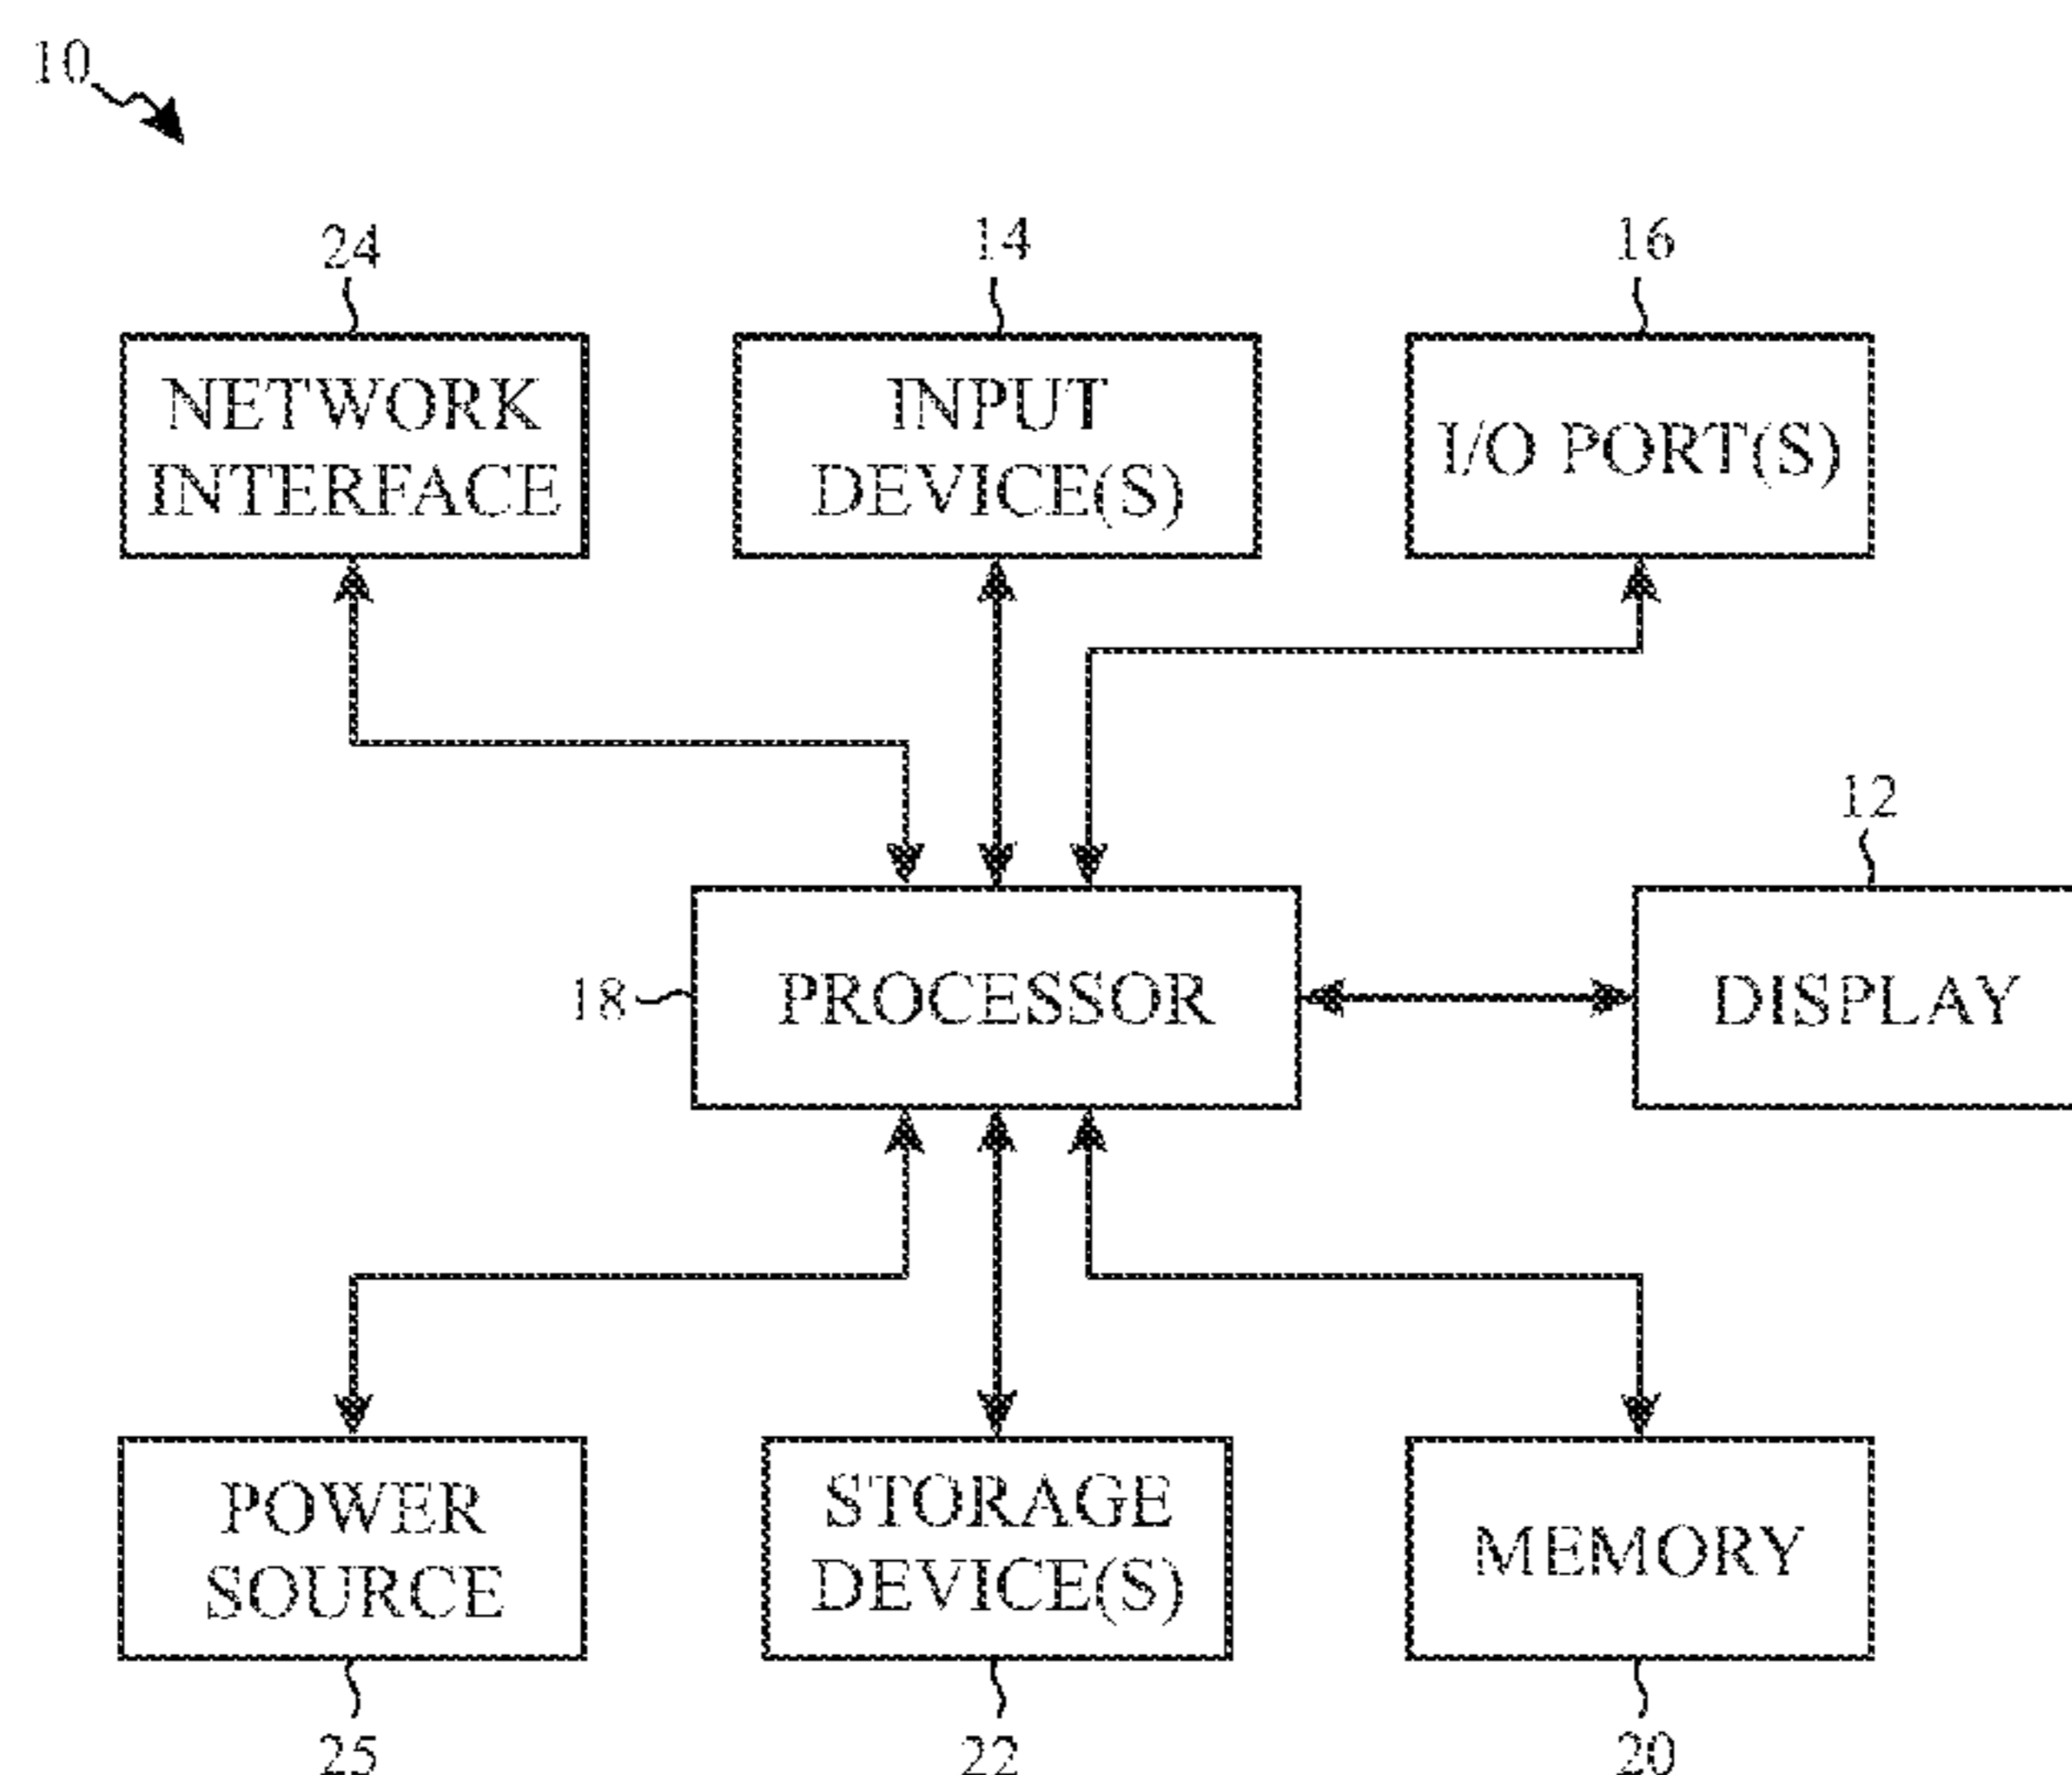 10
24
14
16
NETWORK
INTERFACE
INPUT
DEVICE(S)
I/O PORT(S)
12
18
PROCESSOR
DISPLAY
POWER
SOURCE
STORAGE
DEVICE(S)
MEMORY
25
22
20